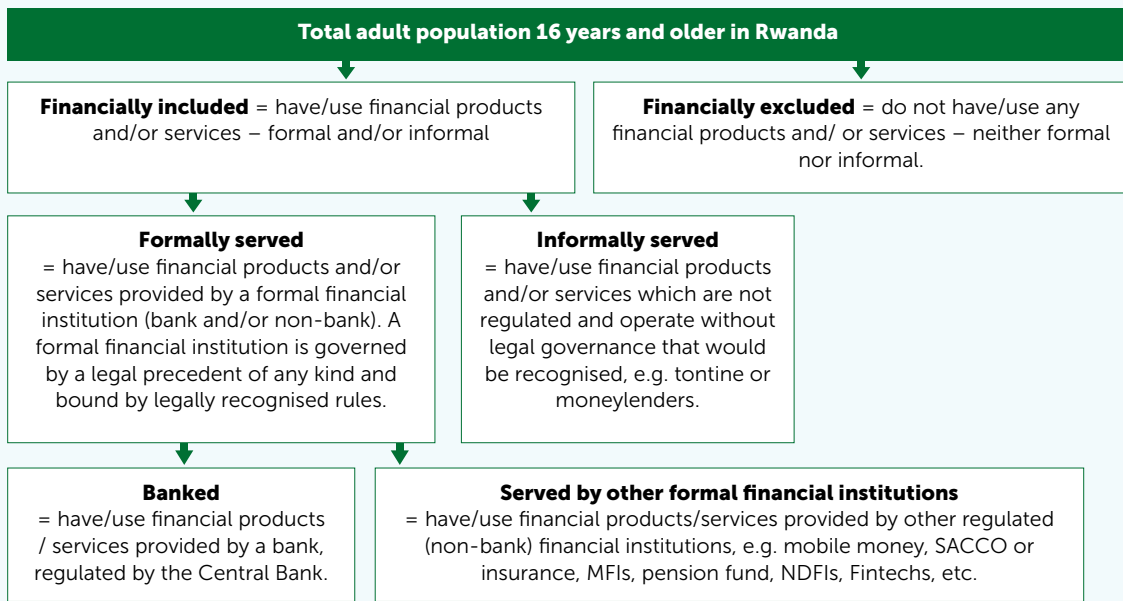 Total adult population 16 years and older in Rwanda
Financially included = have/use financial products
and/or services – formal and/or informal
Financially excluded = do not have/use any
financial products and/ or services – neither formal
nor informal.
Formally served
= have/use financial products and/or
services provided by a formal financial
institution (bank and/or non-bank). A
formal financial institution is governed
by a legal precedent of any kind and
bound by legally recognised rules.
Informally served
= have/use financial products
and/or services which are not
regulated and operate without
legal governance that would
be recognised, e.g. tontine or
moneylenders.
Banked
= have/use financial products
/ services provided by a bank,
regulated by the Central Bank.
Served by other formal financial institutions
= have/use financial products/services provided by other regulated
(non-bank) financial institutions, e.g. mobile money, SACCO or
insurance, MFIs, pension fund, NDFIs, Fintechs, etc.